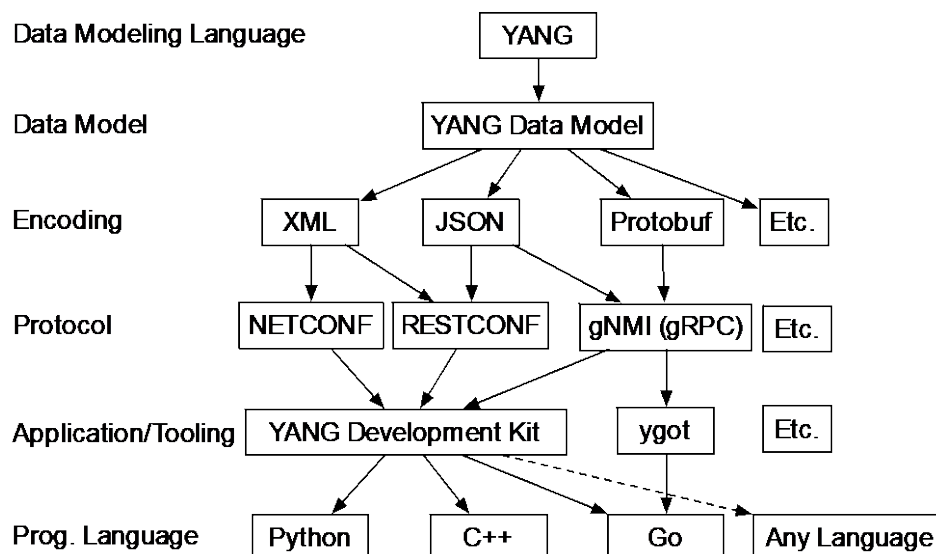 Data Modeling Language YANG
Data Model YANG Data Model
Encoding XML JSON Protobuf Etc.
Protocol NETCONF RESTCONF gNMI (gRPC) Etc.
Application/Tooling YANG Development Kit ygot Etc.
Prog. Language Python C++ Go Any Language